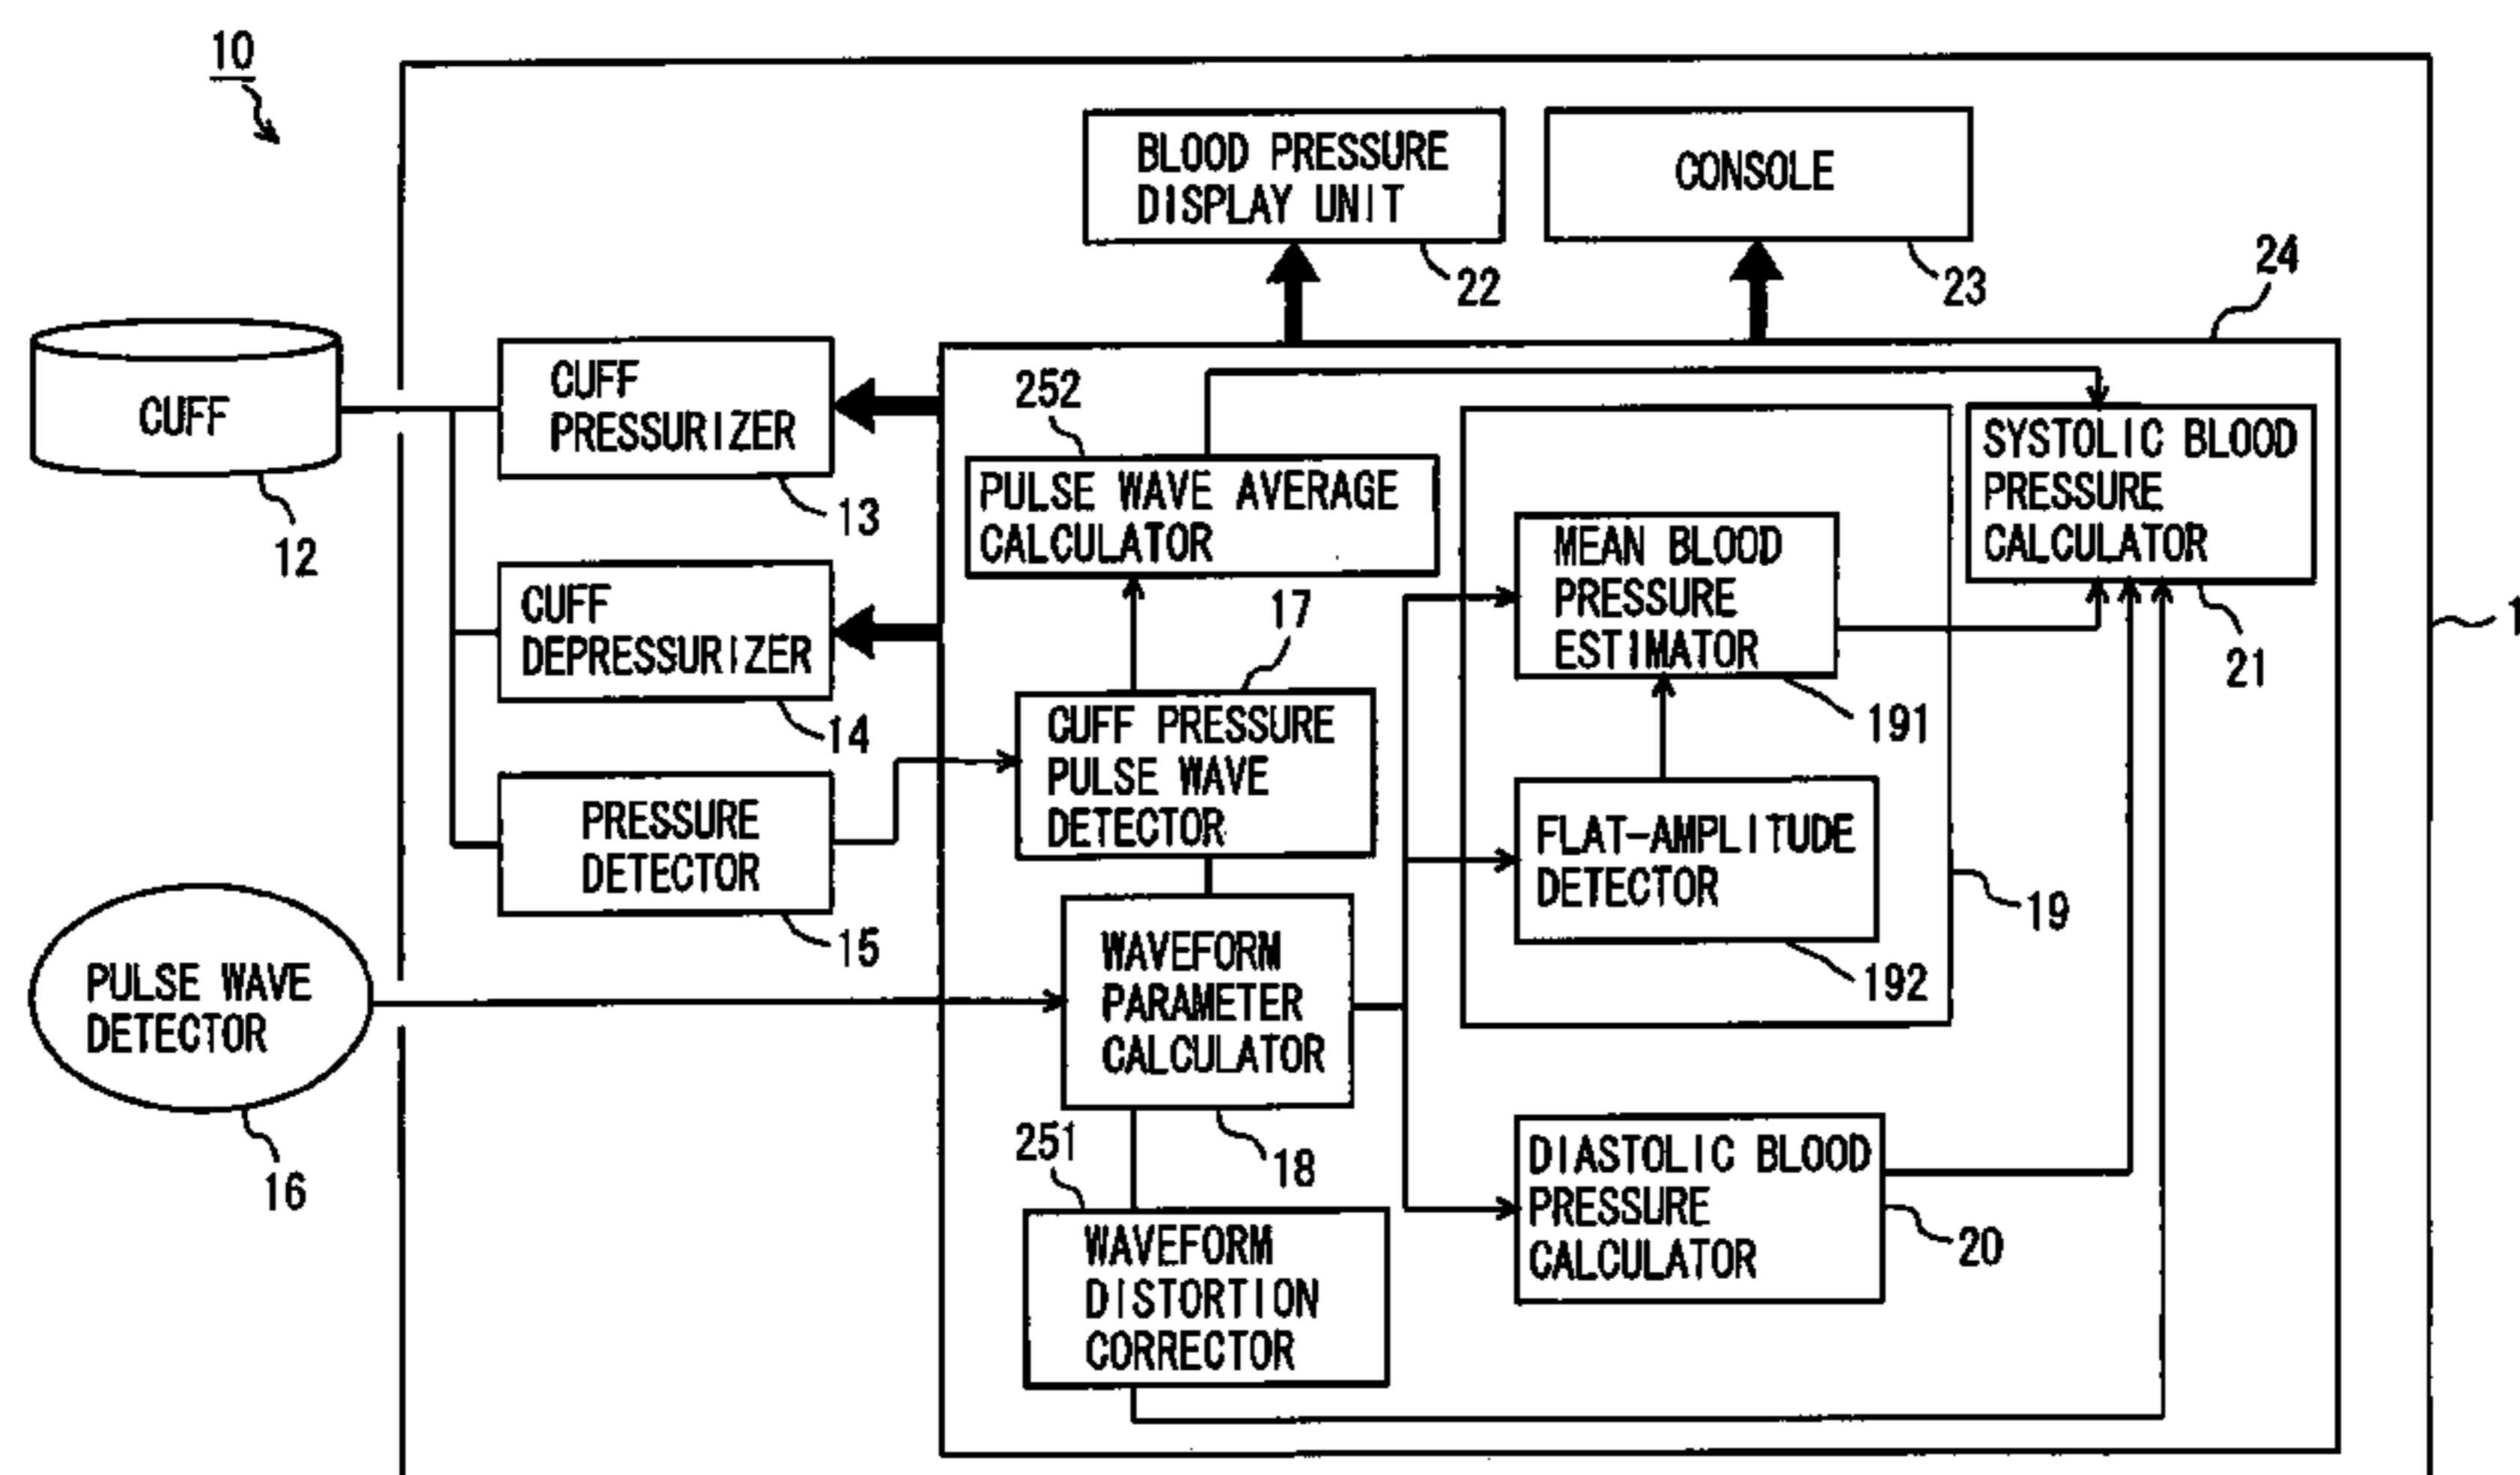 10
BLOOD PRESSURE
DISPLAY UNIT
22
CONSOLE
23
24
CUFF
12
CUFF
PRESSURIZER
13
CUFF
DEPRESSURIZER
14
PRESSURE
DETECTOR
15
PULSE WAVE
DETECTOR
16
252
PULSE WAVE AVERAGE
CALCULATOR
17
CUFF PRESSURE
PULSE WAVE
DETECTOR
WAVEFORM
PARAMETER
CALCULATOR
18
251
WAVEFORM
DISTORTION
CORRECTOR
MEAN BLOOD
PRESSURE
ESTIMATOR
191
FLAT-AMPLITUDE
DETECTOR
192
19
DIASTOLIC BLOOD
PRESSURE
CALCULATOR
20
SYSTOLIC BLOOD
PRESSURE
CALCULATOR
21